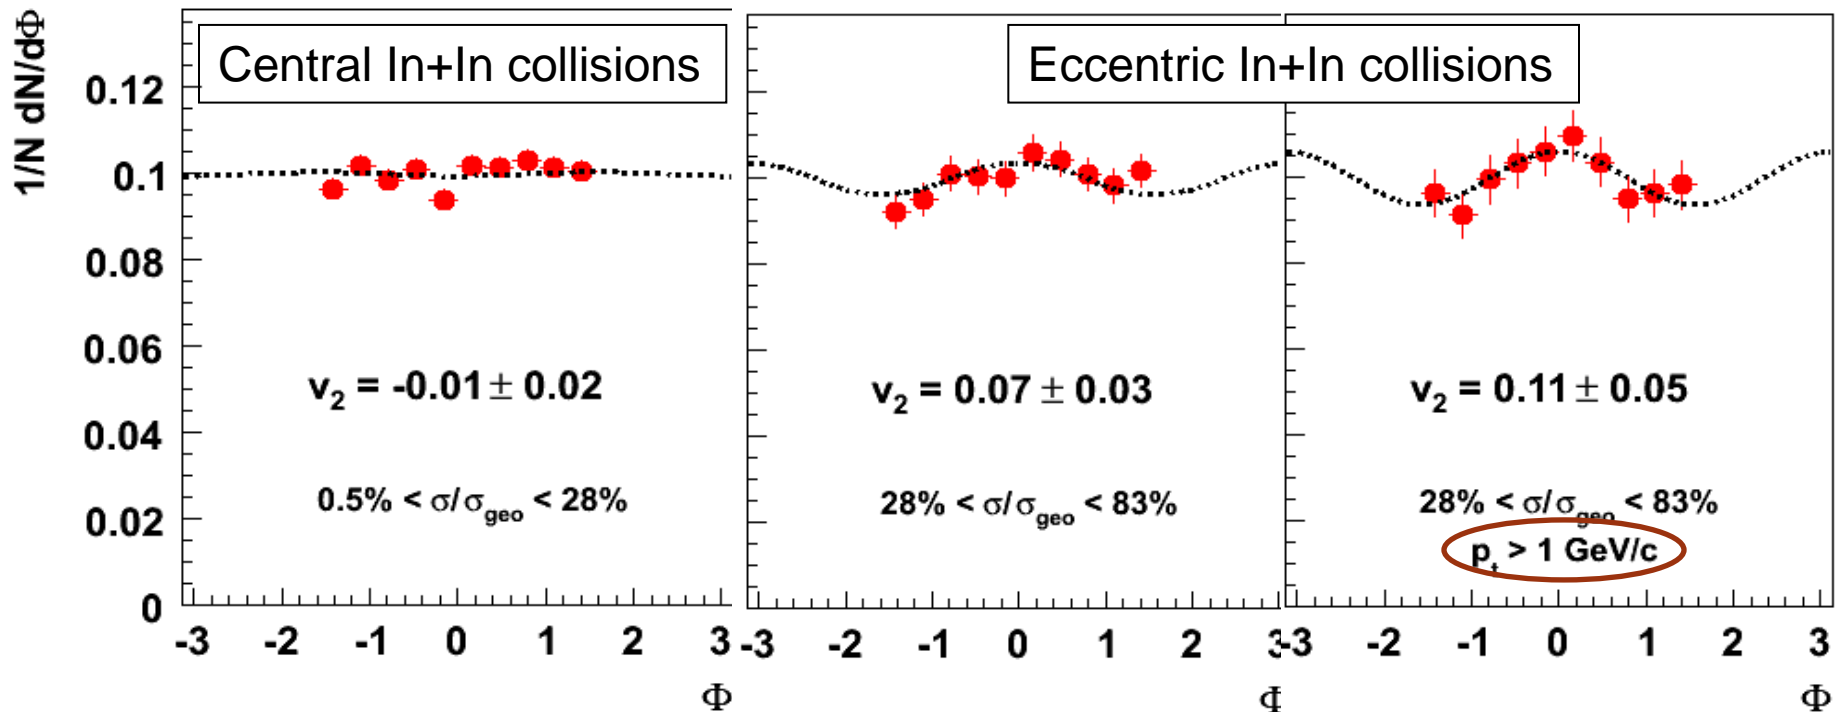 1/N dN/dΦ
Central In+In collisions
Eccentric In+In collisions
0.12
0.1
0.08
0.06
0.04
0.02
0
v2 = -0.01 ± 0.02
0.5% < σ/σgeo < 28%
-3 -2 -1 0 1 2 3
Φ
v2 = 0.07 ± 0.03
28% < σ/σgeo < 83%
-3 -2 -1 0 1 2 3
Φ
v2 = 0.11 ± 0.05
28% < σ/σgeo < 83%
pt > 1 GeV/c
-3 -2 -1 0 1 2 3
Φ